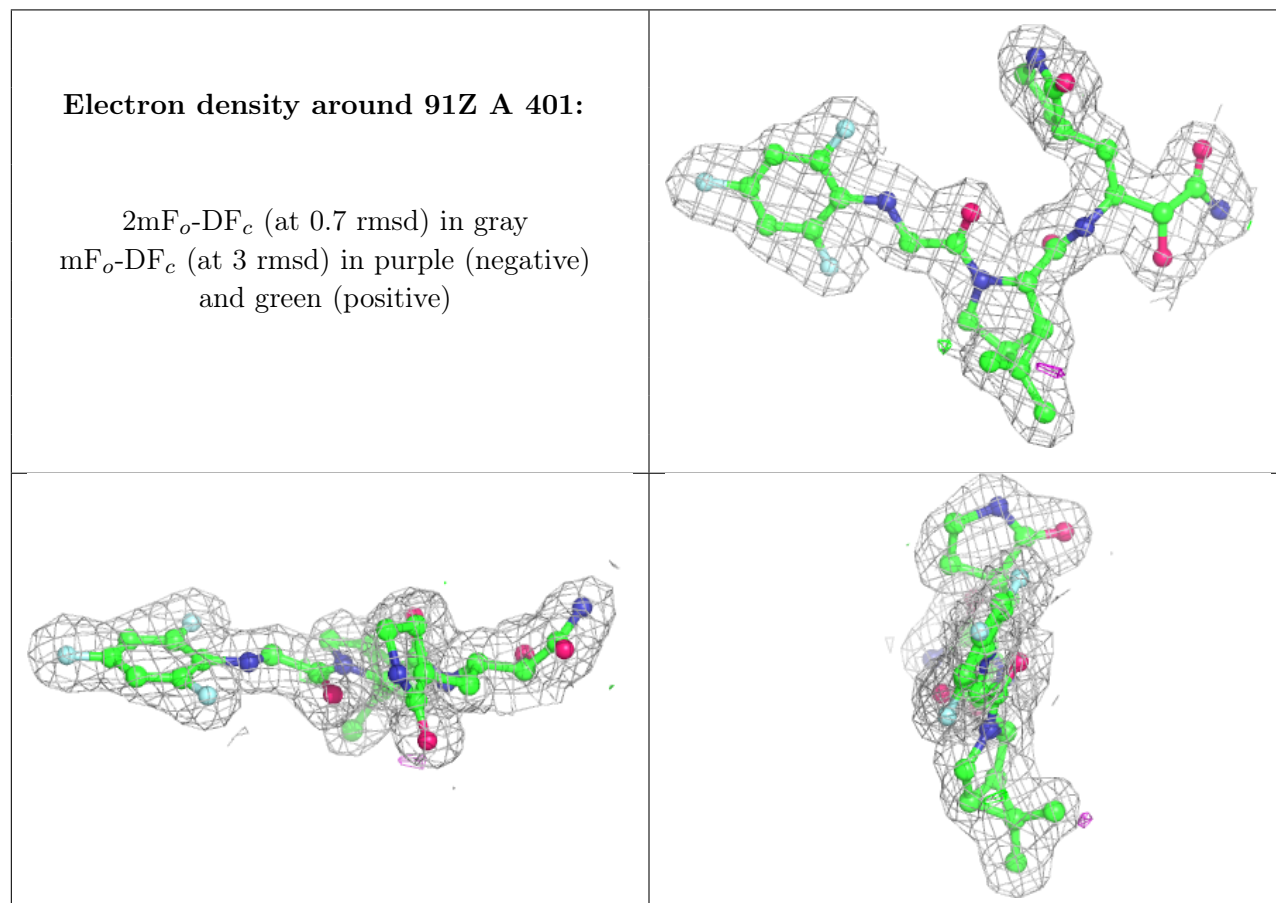 Electron density around 91Z A 401:
2mFo-DFc (at 0.7 rmsd) in gray
mFo-DFc (at 3 rmsd) in purple (negative)
and green (positive)